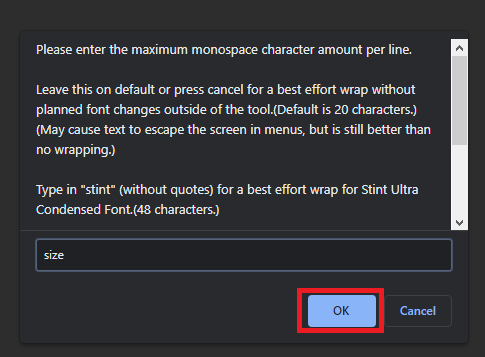 Please enter the maximum monospace character amount per line.
Leave this on default or press cancel for a best effort wrap without
planned font changes outside of the tool.(Default is 20 characters.)
(May cause text to escape the screen in menus, but is still better than
no wrapping.)
Type in "stint" (without quotes) for a best effort wrap for Stint Ultra
Condensed Font.(48 characters.)
size
OK
Cancel